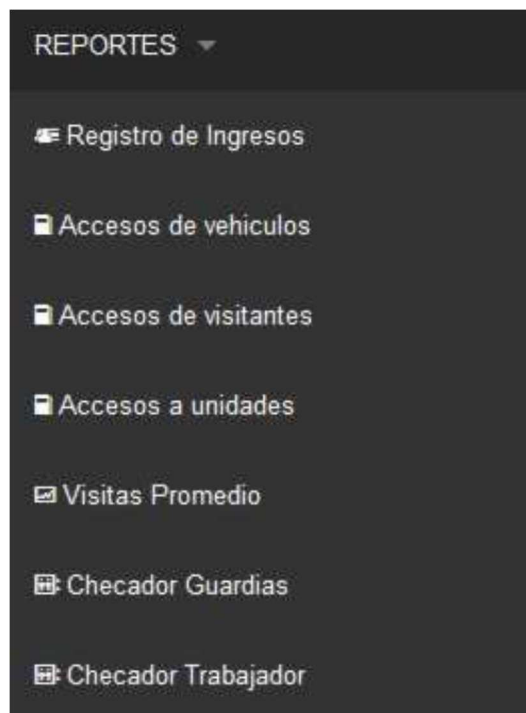 REPORTES
Registro de Ingresos
Accesos de vehiculos
Accesos de visitantes
Accesos a unidades
Visitas Promedio
Checador Guardias
Checador Trabajador